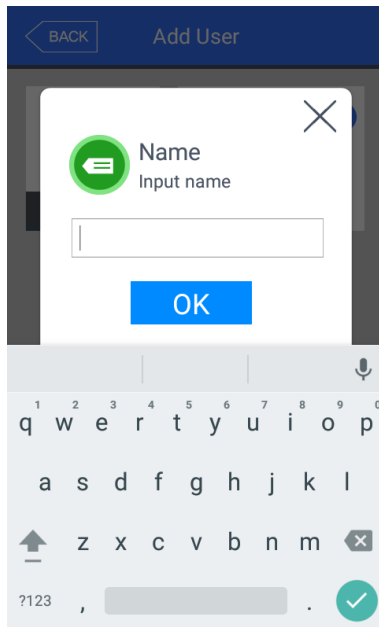 BACK Add User
Name
Input name
OK
1 2 3 4 5 6 7 8 9 0
q w e r t y u i o p
a s d f g h j k l
z x c v b n m
?123 , .